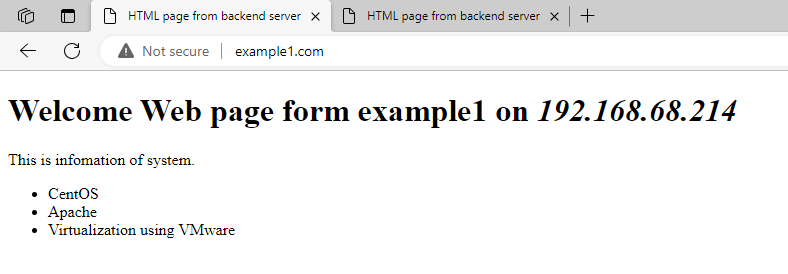 HTML page from backend server
HTML page from backend server
Not secure
example1.com
Welcome Web page form example1 on 192.168.68.214
This is infomation of system.
CentOS
Apache
Virtualization using VMware